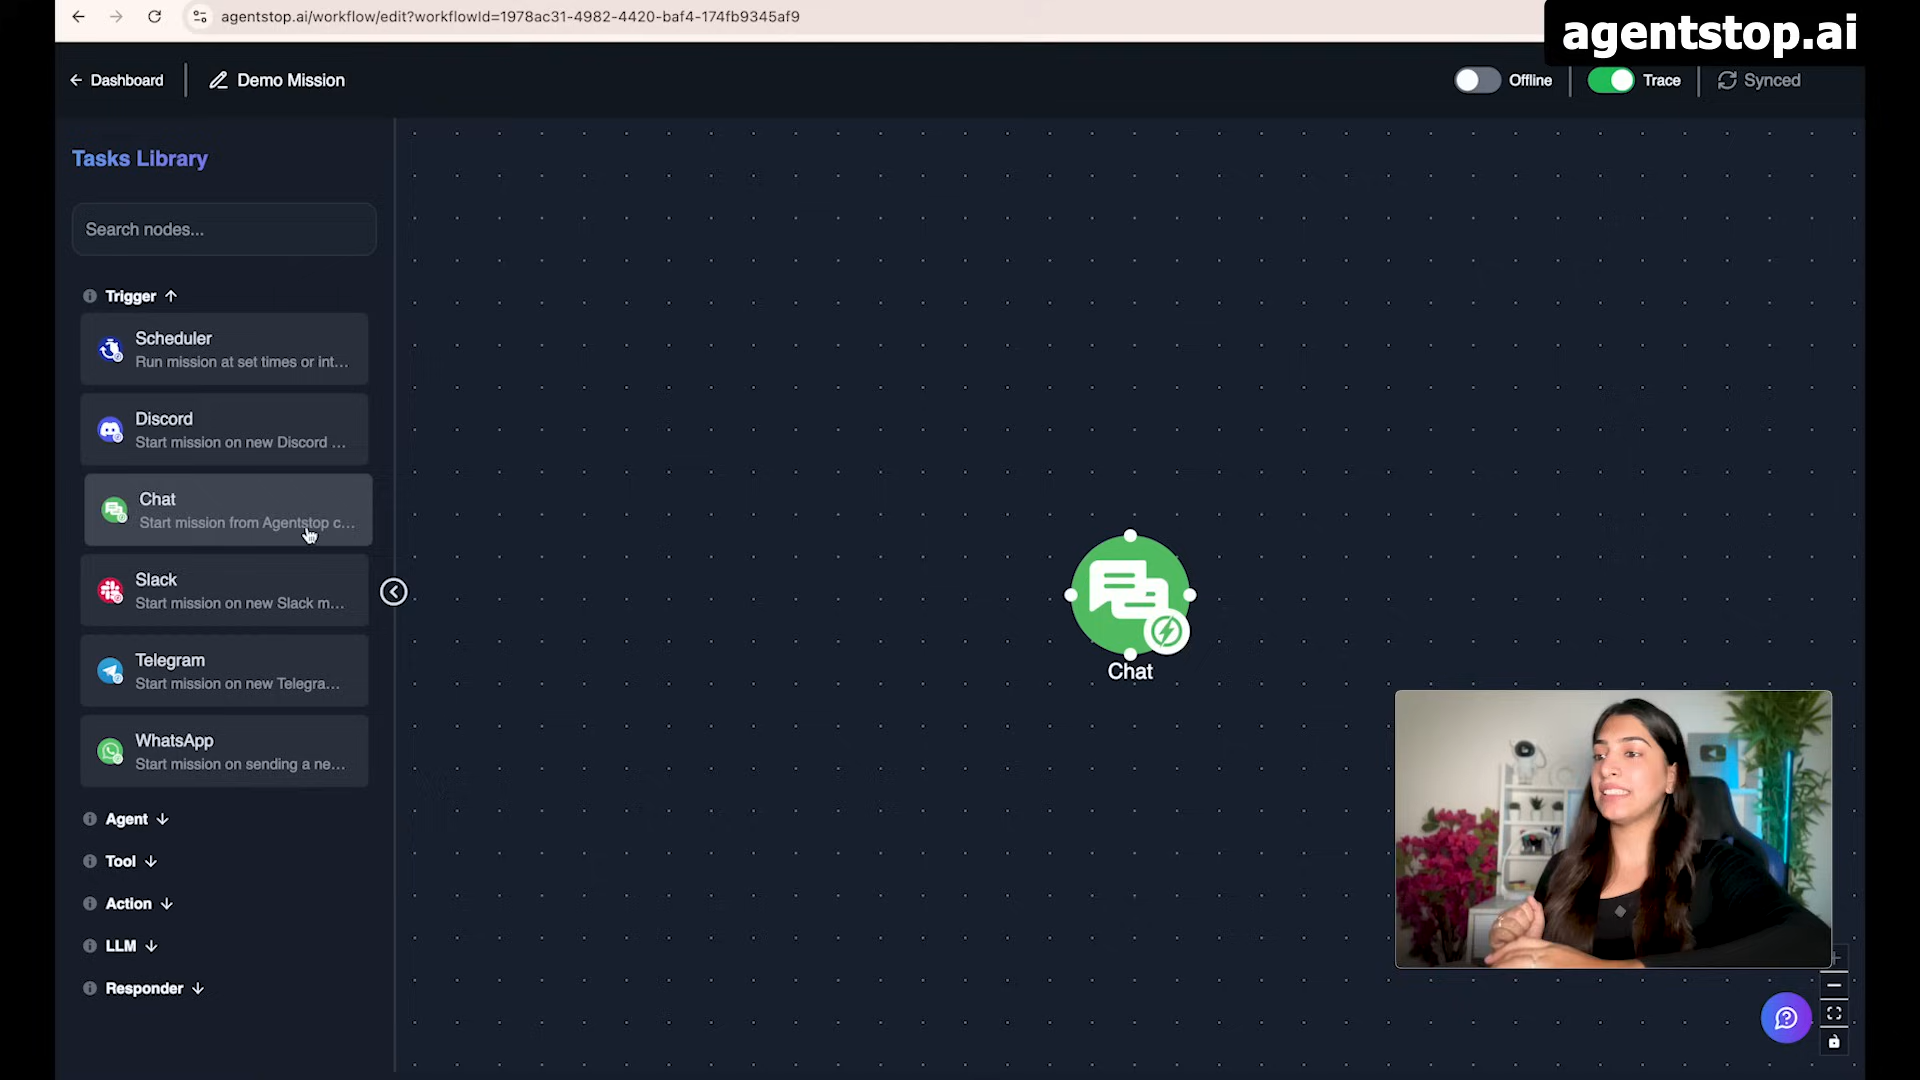 agentstop.ai/workflow/edit?workflowId=1978ac31-4982-4420-baf4-174fb9345af9
agentstop.ai
Dashboard
Demo Mission
Offline
Trace
Synced
Tasks Library
Search nodes...
Trigger
Scheduler
Run mission at set times or int...
Discord
Start mission on new Discord ...
Chat
Start mission from Agentstop c...
Slack
Start mission on new Slack m...
Telegram
Start mission on new Telegra...
WhatsApp
Start mission on sending a ne...
Agent
Tool
Action
LLM
Responder
Chat